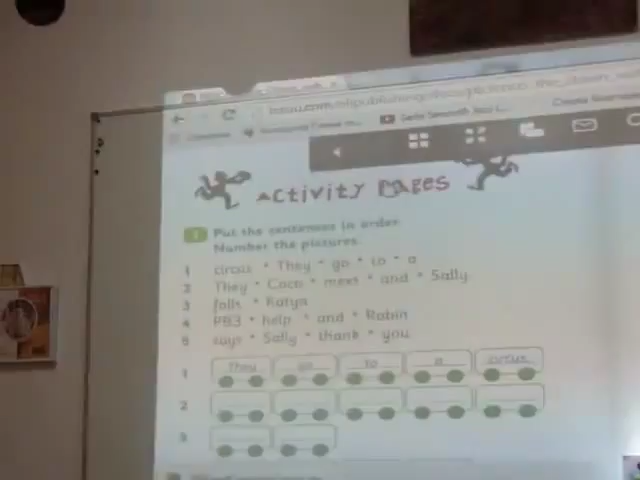 Activity Pages
1 Put the sentences in order.
Number the pictures.
1 circus * They * go * to * a
2 They * Coco * meet * and * Sally
3 falls * Katya
4 PB3 * help * and * Robin
5 says * Sally * thank * you
1 They go to a circus
2
3